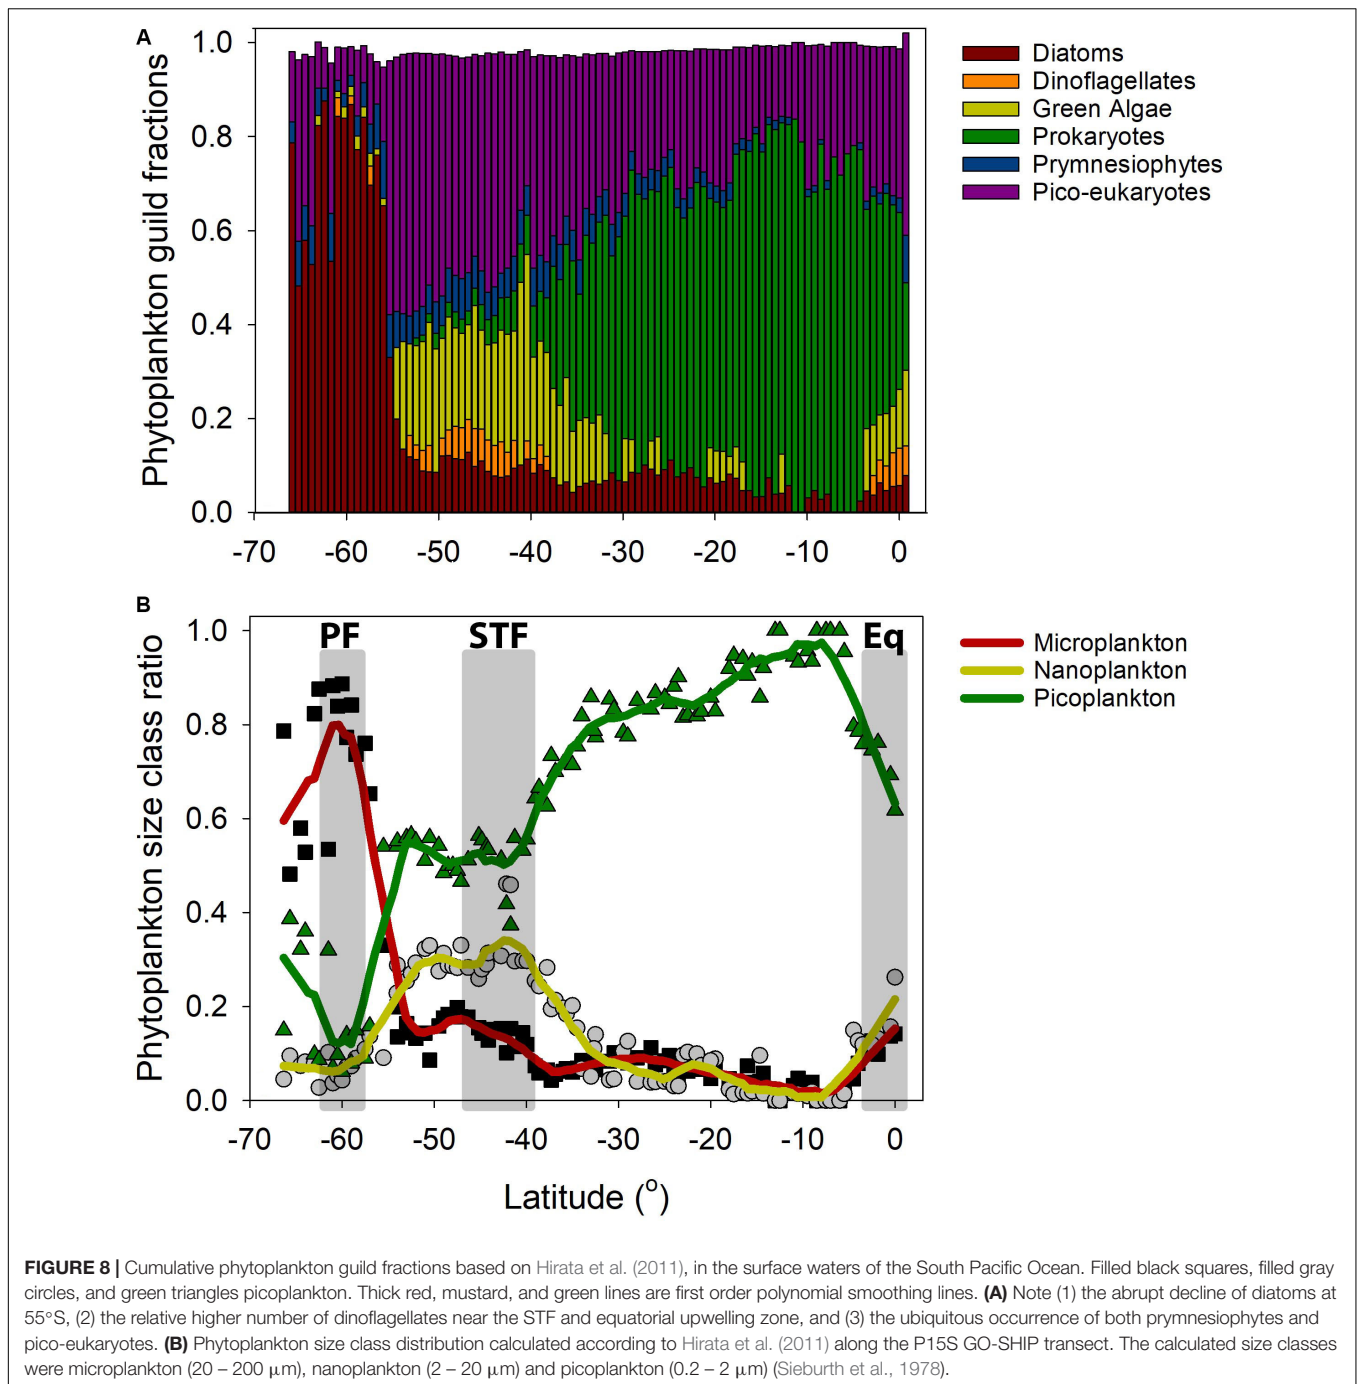 A
Phytoplankton guild fractions
1.0
0.8
0.6
0.4
0.2
0.0
-70 -60 -50 -40 -30 -20 -10 0
Diatoms
Dinoflagellates
Green Algae
Prokaryotes
Prymnesiophytes
Pico-eukaryotes
B
Phytoplankton size class ratio
PF STF Eq
1.0
0.8
0.6
0.4
0.2
0.0
-70 -60 -50 -40 -30 -20 -10 0
Latitude (o)
Microplankton
Nanoplankton
Picoplankton
FIGURE 8 | Cumulative phytoplankton guild fractions based on Hirata et al. (2011), in the surface waters of the South Pacific Ocean. Filled black squares, filled gray
circles, and green triangles picoplankton. Thick red, mustard, and green lines are first order polynomial smoothing lines. (A) Note (1) the abrupt decline of diatoms at
55°S, (2) the relative higher number of dinoflagellates near the STF and equatorial upwelling zone, and (3) the ubiquitous occurrence of both prymnesiophytes and
pico-eukaryotes. (B) Phytoplankton size class distribution calculated according to Hirata et al. (2011) along the P15S GO-SHIP transect. The calculated size classes
were microplankton (20 – 200 μm), nanoplankton (2 – 20 μm) and picoplankton (0.2 – 2 μm) (Sieburth et al., 1978).